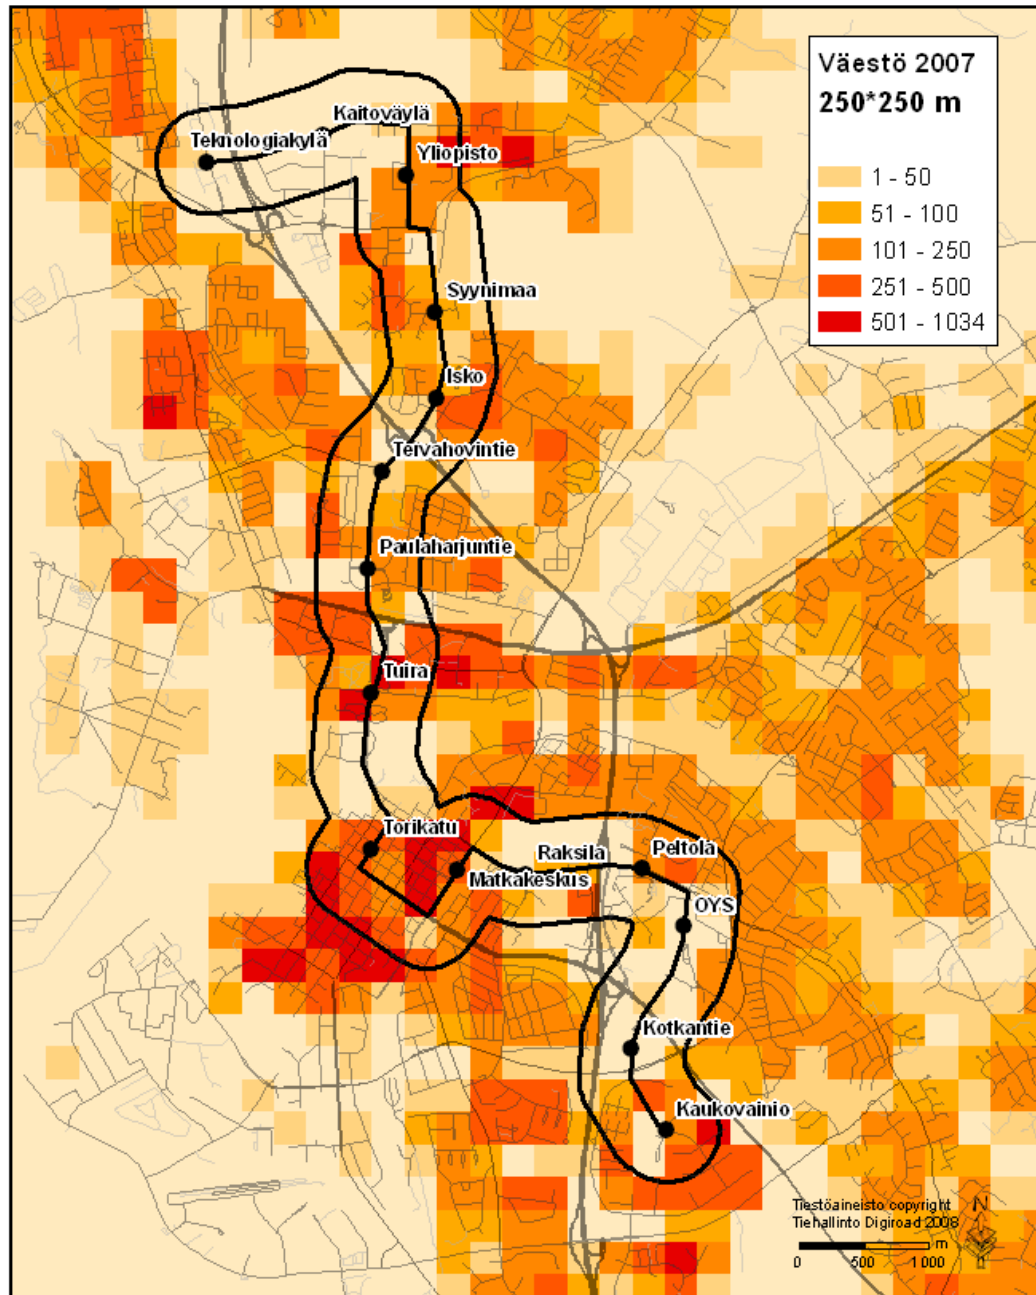 Väestö 2007
250*250 m
1 - 50
51 - 100
101 - 250
251 - 500
501 - 1034
Kaitoväylä
Teknologiakylä
Yliopisto
Syynimaa
Isko
Tervahovintie
Paulaharjuntie
Tuira
Torikatu
Raksila
Peltola
Matkakeskus
OYS
Kotkantie
Kaukovainio
Tiestöaineisto copyright
Tiehallinto Digiroad 2008
N
m
0 500 1 000